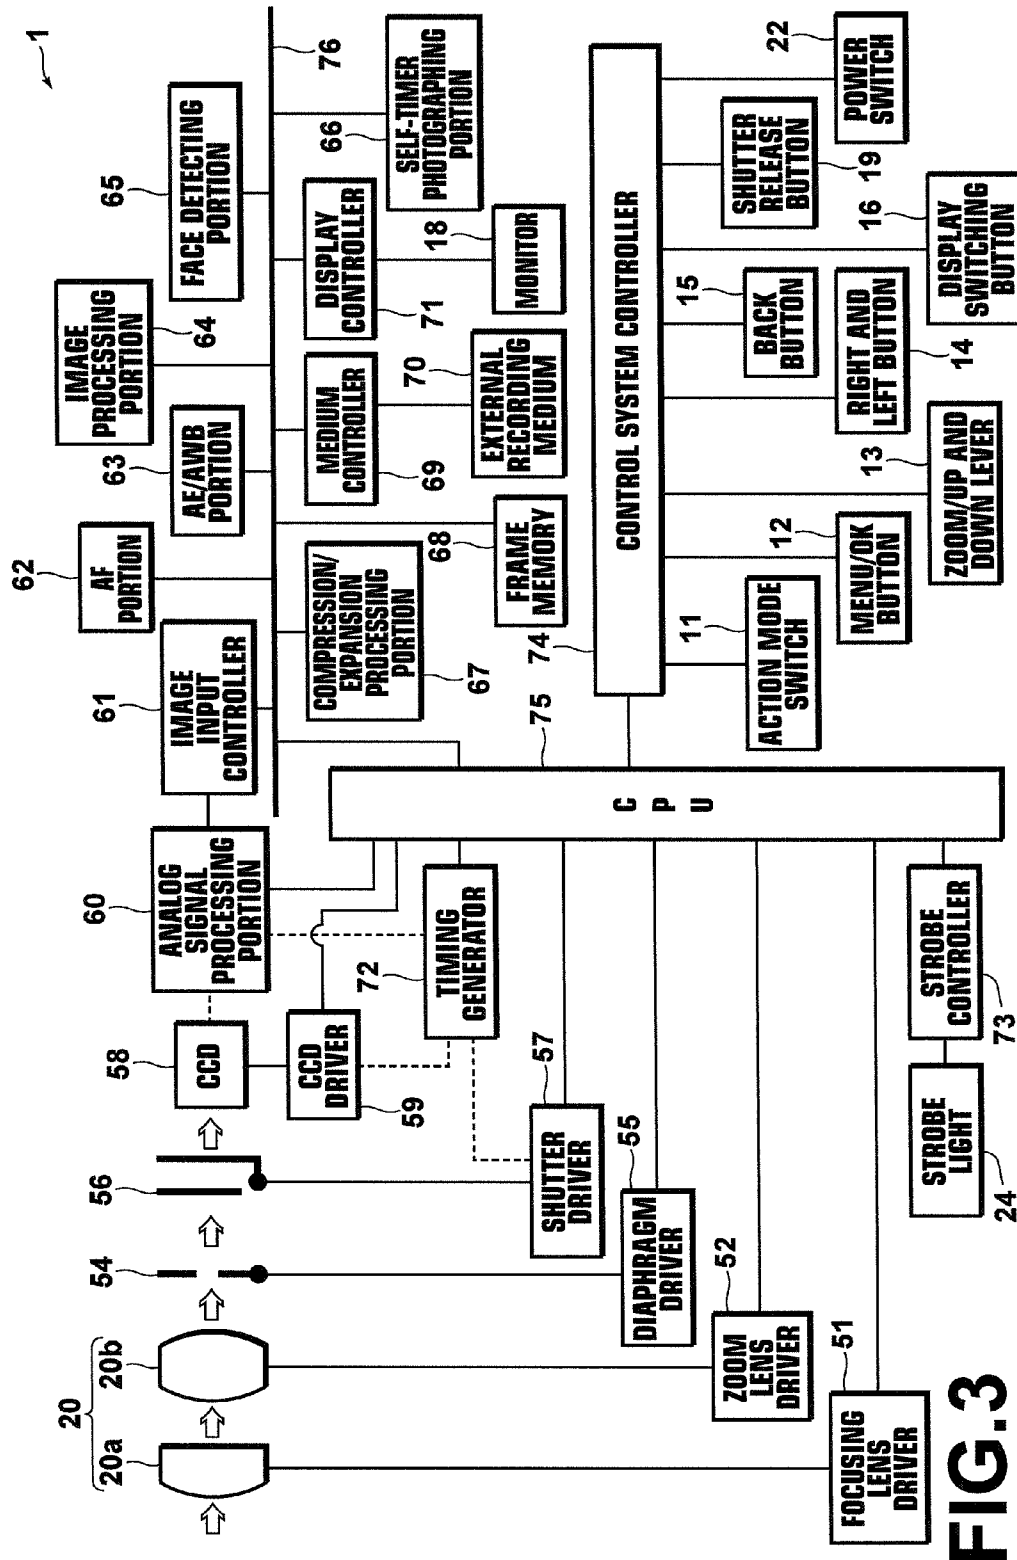 1
20
20a
20b
54
56
58
CCD
60
ANALOG
SIGNAL
PROCESSING
PORTION
61
IMAGE
INPUT
CONTROLLER
62
AF
PORTION
63
AE/AWB
PORTION
IMAGE
PROCESSING
PORTION
64
65
FACE DETECTING
PORTION
76
59
CCD
DRIVER
72
TIMING
GENERATOR
COMPRESSION/
EXPANSION
PROCESSING
PORTION
67
68
FRAME
MEMORY
MEDIUM
CONTROLLER
69
70
EXTERNAL
RECORDING
MEDIUM
DISPLAY
CONTROLLER
71
18
MONITOR
66
SELF-TIMER
PHOTOGRAPHING
PORTION
57
SHUTTER
DRIVER
55
DIAPHRAGM
DRIVER
52
ZOOM
LENS
DRIVER
51
FOCUSING
LENS
DRIVER
75
CPU
74
CONTROL SYSTEM CONTROLLER
11
ACTION MODE
SWITCH
12
MENU/OK
BUTTON
13
ZOOM/UP AND
DOWN LEVER
RIGHT AND
LEFT BUTTON
14
15
BACK
BUTTON
16
DISPLAY
SWITCHING
BUTTON
SHUTTER
RELEASE
BUTTON
19
22
POWER
SWITCH
STROBE
LIGHT
24
STROBE
CONTROLLER
73
FIG.3